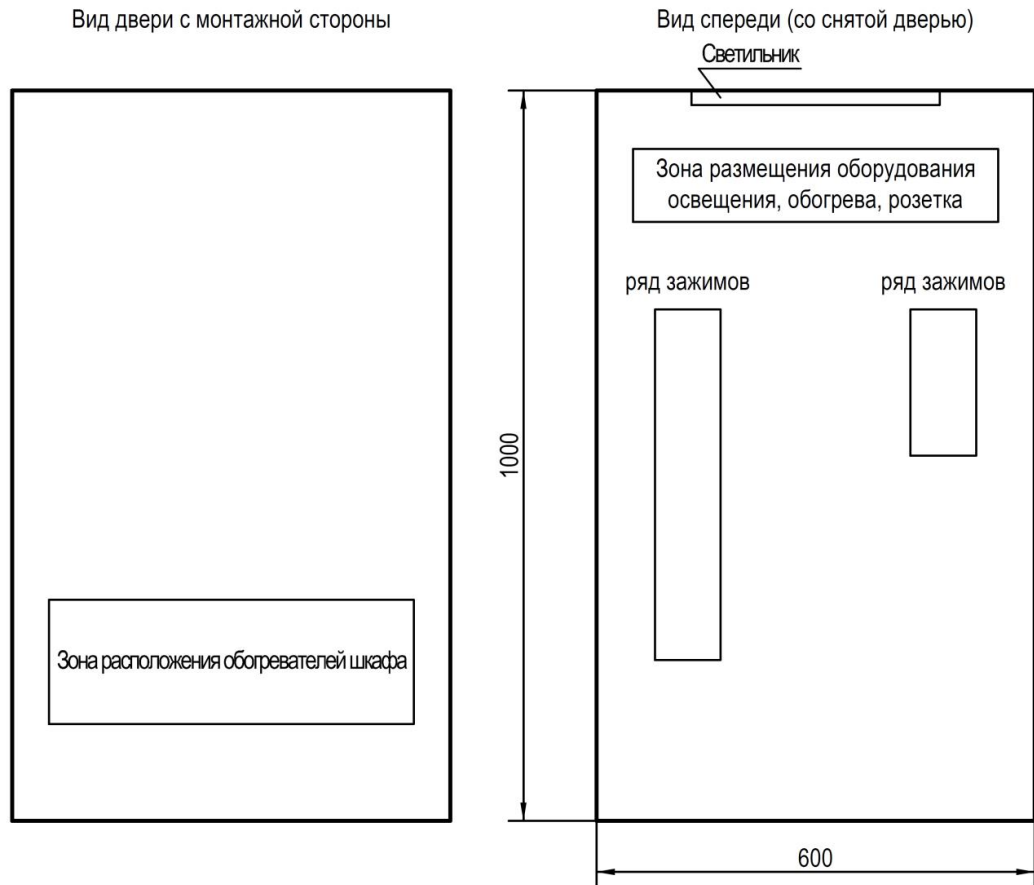 Вид двери с монтажной стороны
Вид спереди (со снятой дверью)
Светильник
Зона размещения оборудования
освещения, обогрева, розетка
ряд зажимов
ряд зажимов
1000
Зона расположения обогревателей шкафа
600